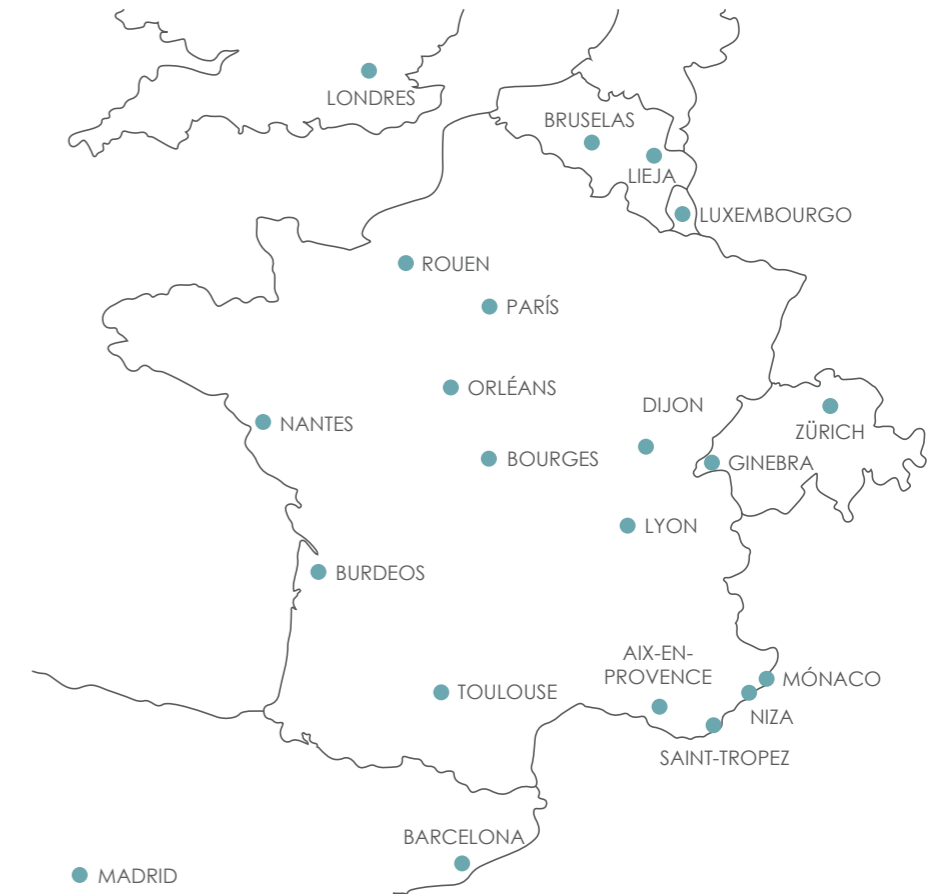 LONDRES
BRUSELAS
LIEJA
LUXEMBOURGO
ROUEN
PARÍS
ORLÉANS
DIJON
NANTES
ZÜRICH
BOURGES
GINEBRA
LYON
BURDEOS
AIX-EN-
PROVENCE
MÓNACO
TOULOUSE
NIZA
SAINT-TROPEZ
BARCELONA
MADRID